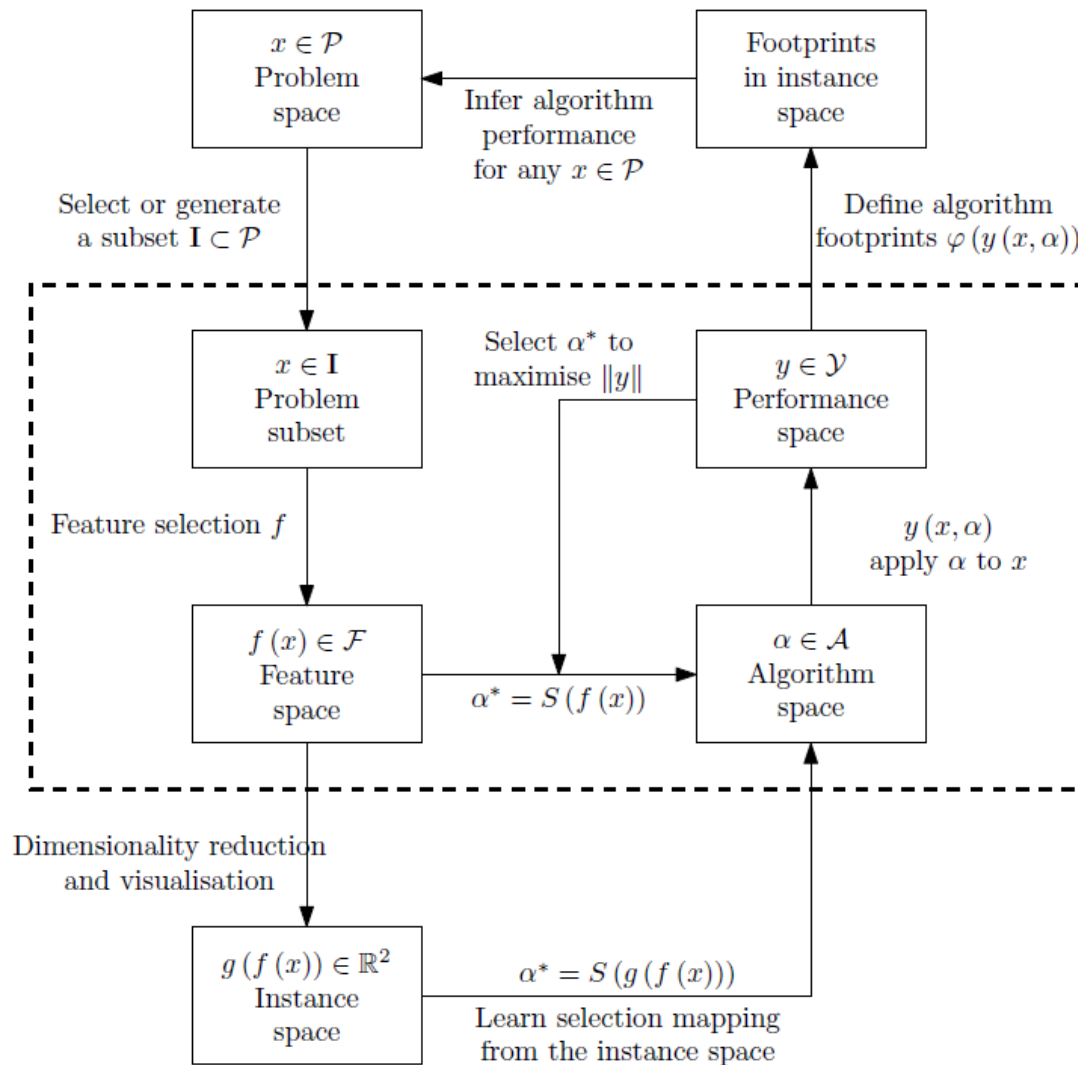 x ∈ 𝒫
Problem
space
Footprints
in instance
space
Infer algorithm
performance
for any x ∈ 𝒫
Select or generate
a subset I ⊂ 𝒫
Define algorithm
footprints φ (y (x, α))
x ∈ I
Problem
subset
Select α* to
maximise ‖y‖
y ∈ 𝒴
Performance
space
Feature selection f
y (x, α)
apply α to x
f (x) ∈ ℱ
Feature
space
α* = S (f (x))
α ∈ 𝒜
Algorithm
space
Dimensionality reduction
and visualisation
g (f (x)) ∈ ℝ²
Instance
space
α* = S (g (f (x)))
Learn selection mapping
from the instance space